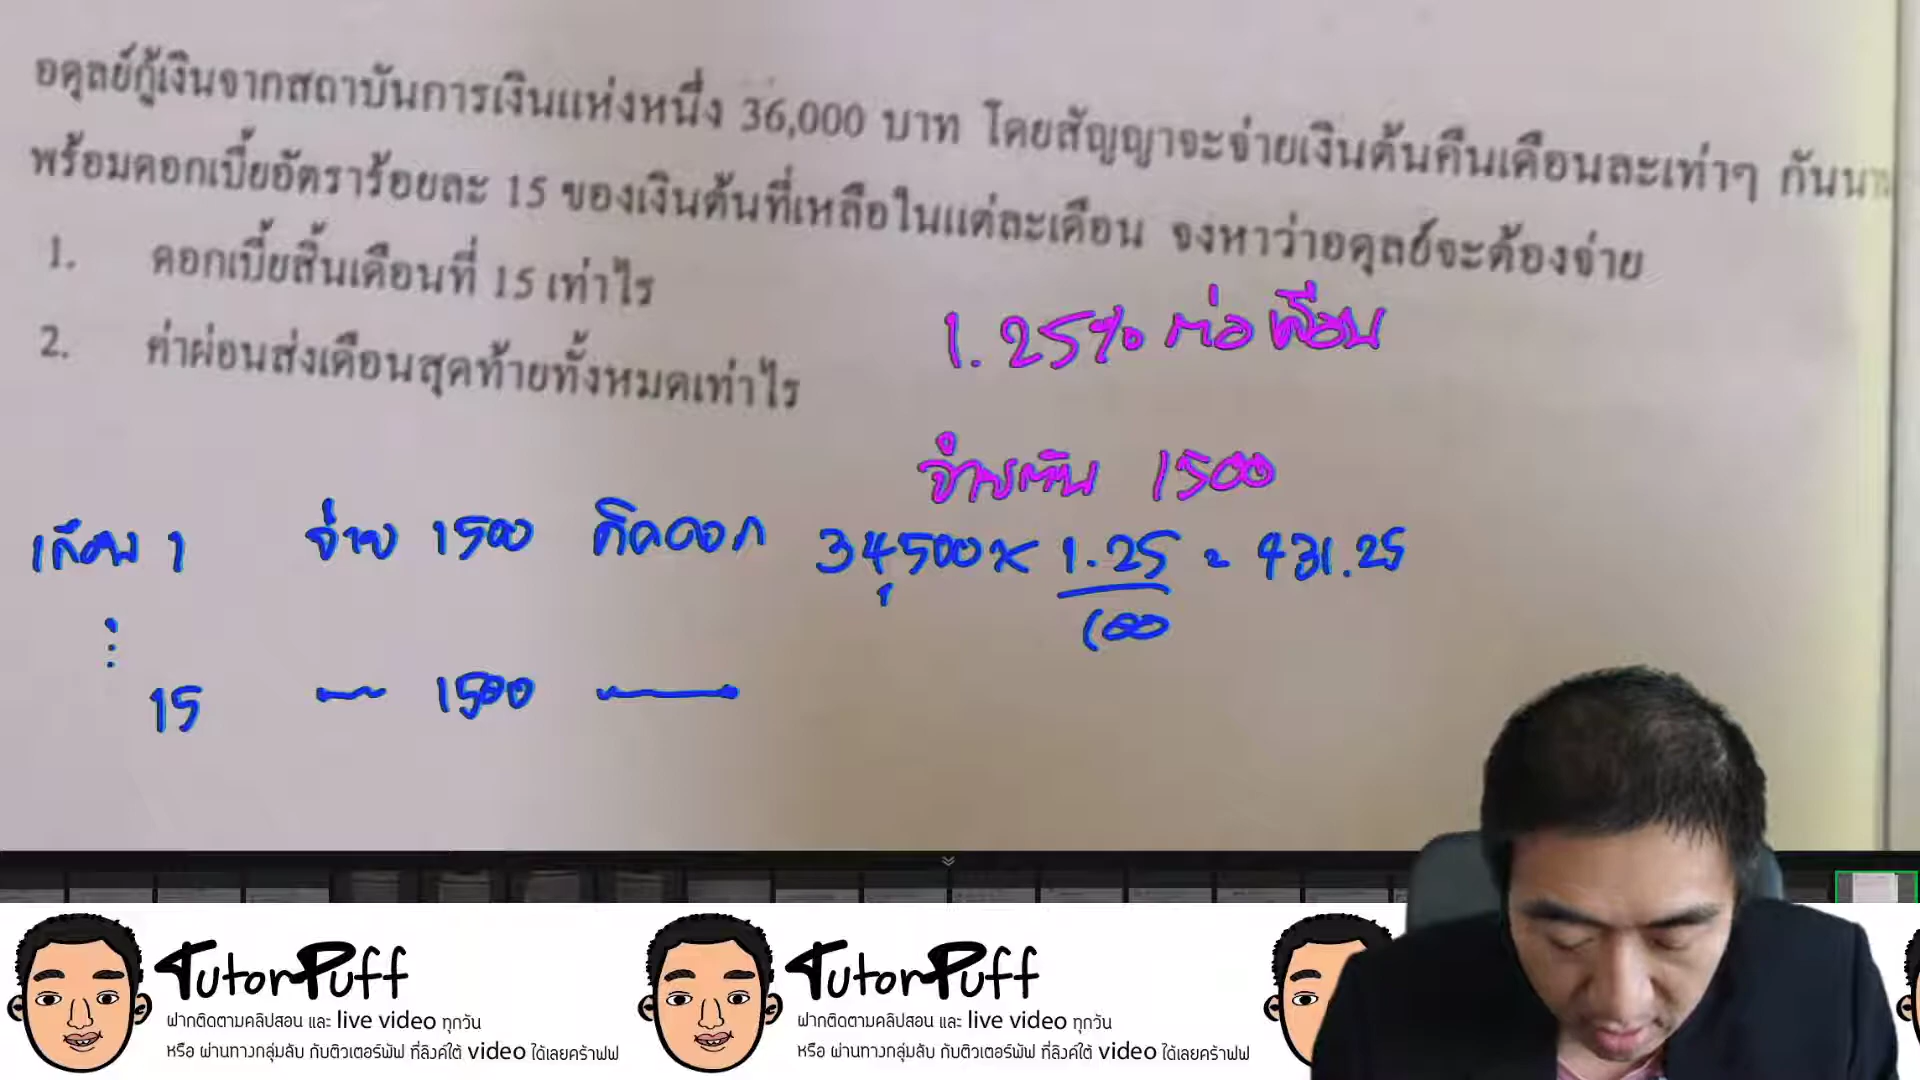 อดุลย์กู้เงินจากสถาบันการเงินแห่งหนึ่ง 36,000 บาท โดยสัญญาจะจ่ายเงินต้นคืนเดือนละเท่าๆ กันนาน
พร้อมดอกเบี้ยอัตราร้อยละ 15 ของเงินต้นที่เหลือในแต่ละเดือน จงหาว่าอดุลย์จะต้องจ่าย
1. ดอกเบี้ยสิ้นเดือนที่ 15 เท่าไร
2. ค่าผ่อนส่งเดือนสุดท้ายทั้งหมดเท่าไร
1.25% ต่อเดือน
จ่ายต้น 1500
เดือน 1 จ่าย 1500 คิดดอก 34,500 × 1.25 = 431.25
100
15 1500
TutorPuff
ฝากติดตามคลิปสอน และ live video ทุกวัน
หรือ ผ่านทางกลุ่มลับ กับติวเตอร์พัฟ ที่ลิงค์ใต้ video ได้เลยคร้าฟฟ
TutorPuff
ฝากติดตามคลิปสอน และ live video ทุกวัน
หรือ ผ่านทางกลุ่มลับ กับติวเตอร์พัฟ ที่ลิงค์ใต้ video ได้เลยคร้าฟฟ